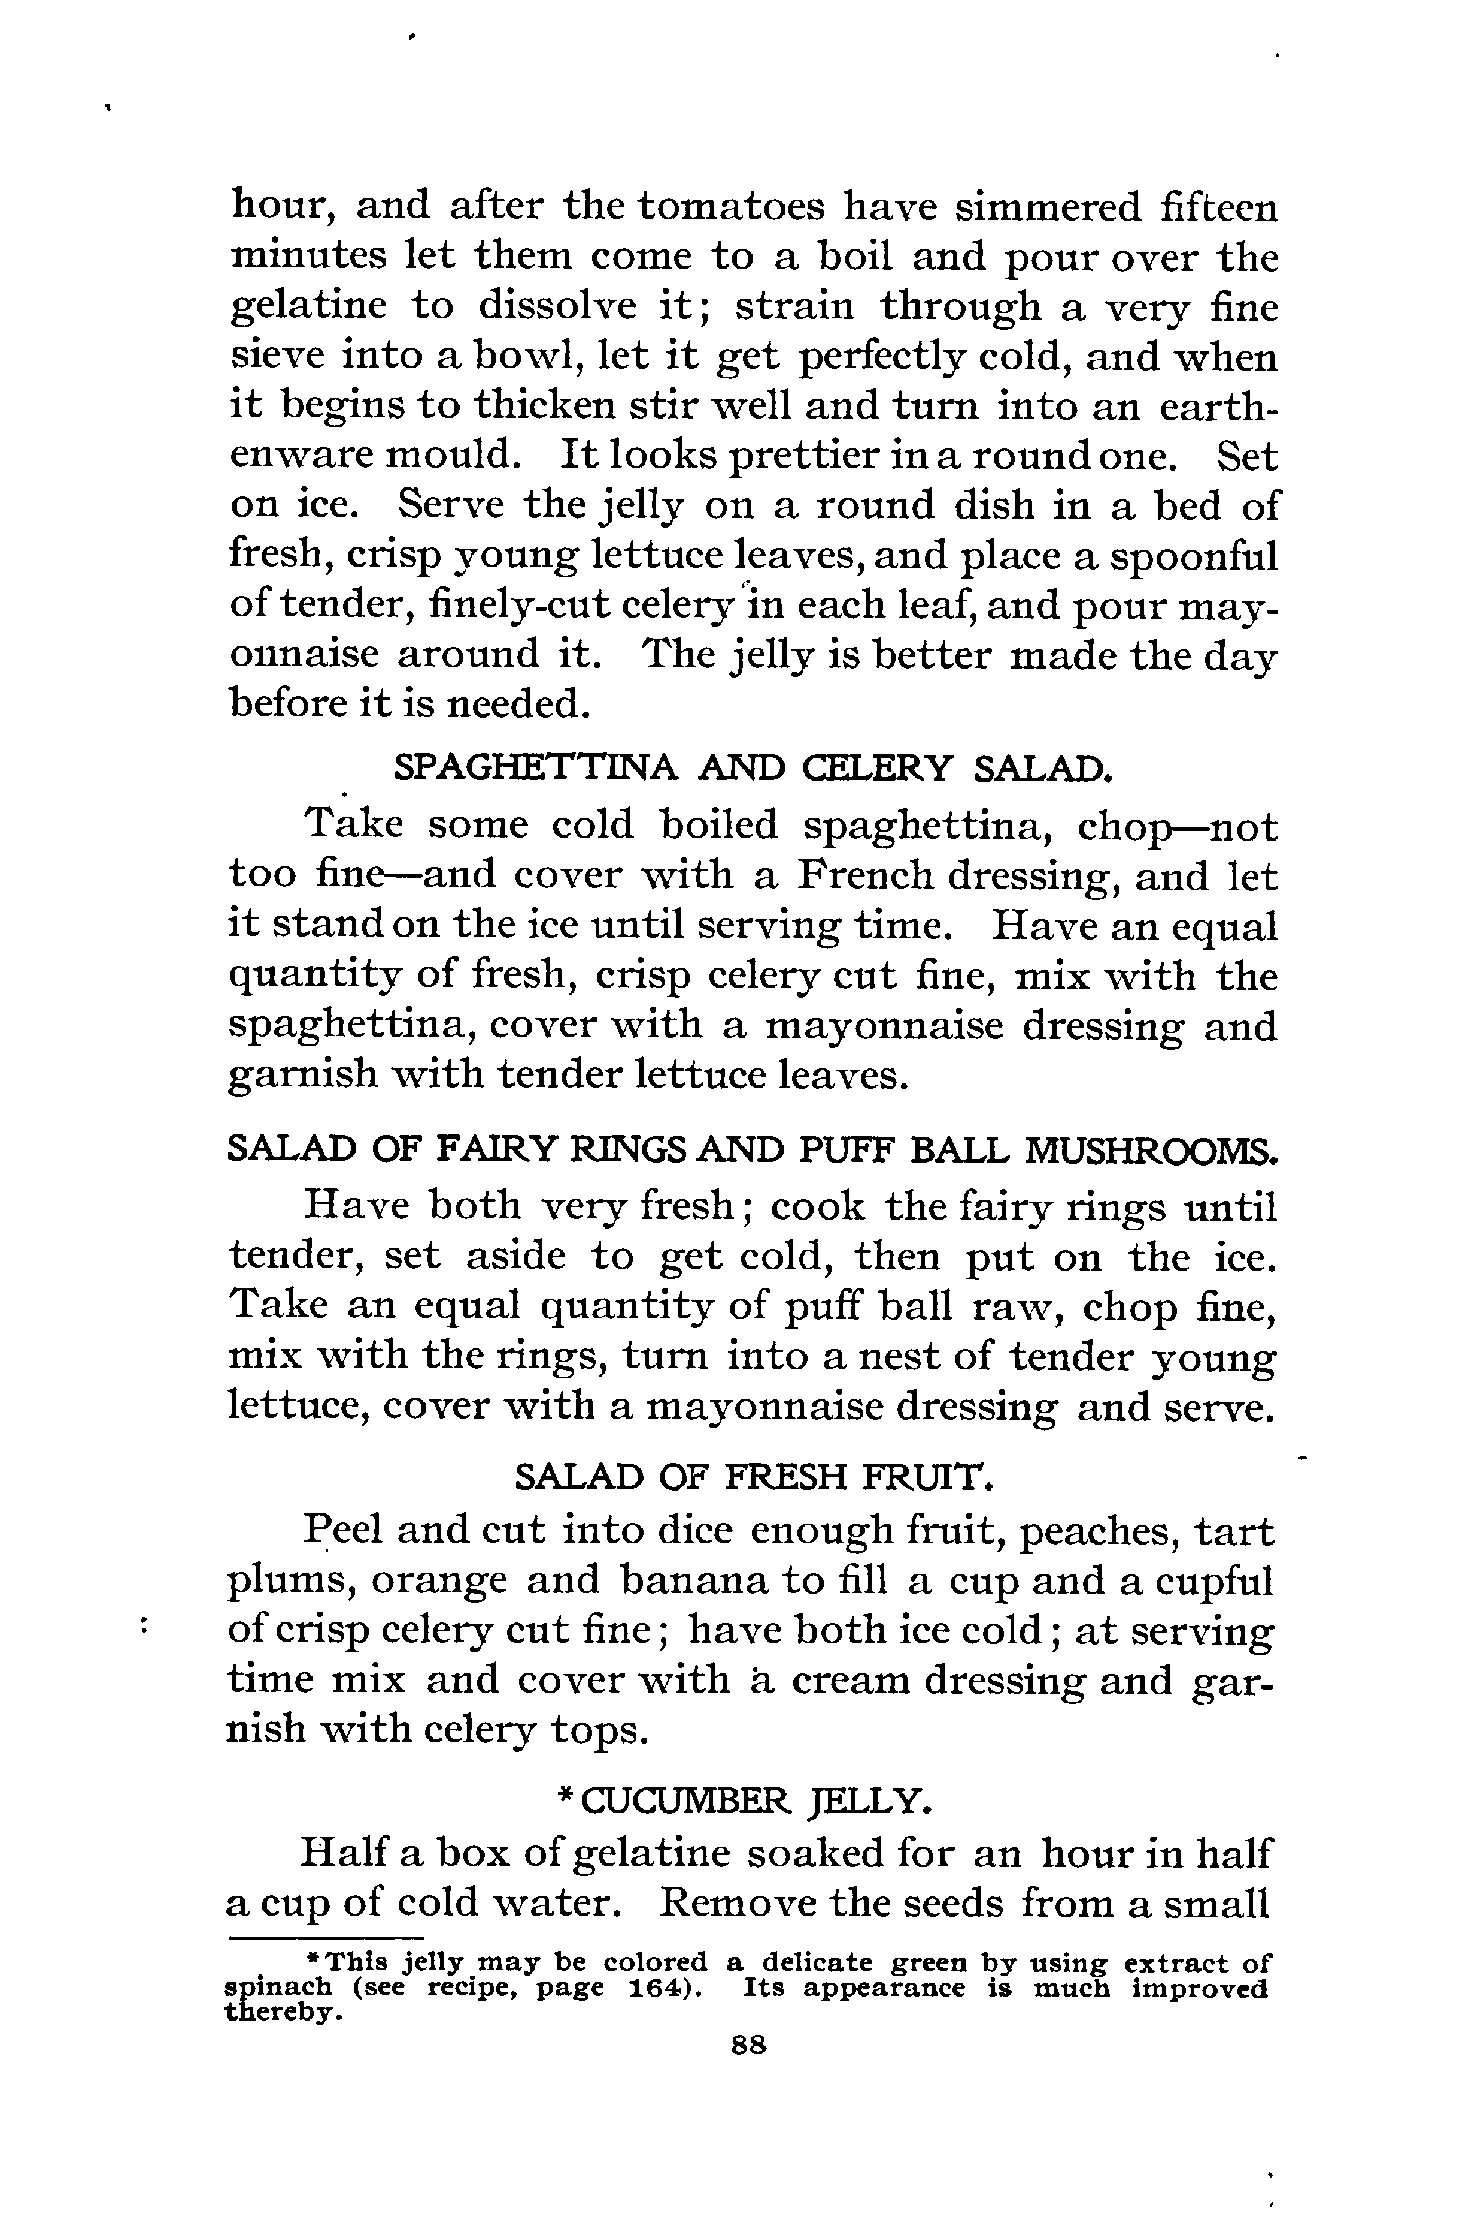 hour, and after the tomatoes have simmered fifteen
minutes let them come to a boil and pour over the
gelatine to dissolve it; strain through a very fine
sieve into a bowl, let it get perfectly cold, and when
it begins to thicken stir well and turn into an earth-
enware mould. It looks prettier in a round one. Set
on ice. Serve the jelly on a round dish in a bed of
fresh, crisp young lettuce leaves, and place a spoonful
of tender, finely-cut celery in each leaf, and pour may-
onnaise around it. The jelly is better made the day
before it is needed.
SPAGHETTINA AND CELERY SALAD.
Take some cold boiled spaghettina, chop—not
too fine—and cover with a French dressing, and let
it stand on the ice until serving time. Have an equal
quantity of fresh, crisp celery cut fine, mix with the
spaghettina, cover with a mayonnaise dressing and
garnish with tender lettuce leaves.
SALAD OF FAIRY RINGS AND PUFF BALL MUSHROOMS.
Have both very fresh; cook the fairy rings until
tender, set aside to get cold, then put on the ice.
Take an equal quantity of puff ball raw, chop fine,
mix with the rings, turn into a nest of tender young
lettuce, cover with a mayonnaise dressing and serve.
SALAD OF FRESH FRUIT.
Peel and cut into dice enough fruit, peaches, tart
plums, orange and banana to fill a cup and a cupful
of crisp celery cut fine; have both ice cold; at serving
time mix and cover with a cream dressing and gar-
nish with celery tops.
* CUCUMBER JELLY.
Half a box of gelatine soaked for an hour in half
a cup of cold water. Remove the seeds from a small
*This jelly may be colored a delicate green by using extract of
spinach (see recipe, page 164). Its appearance is much improved
thereby.
88